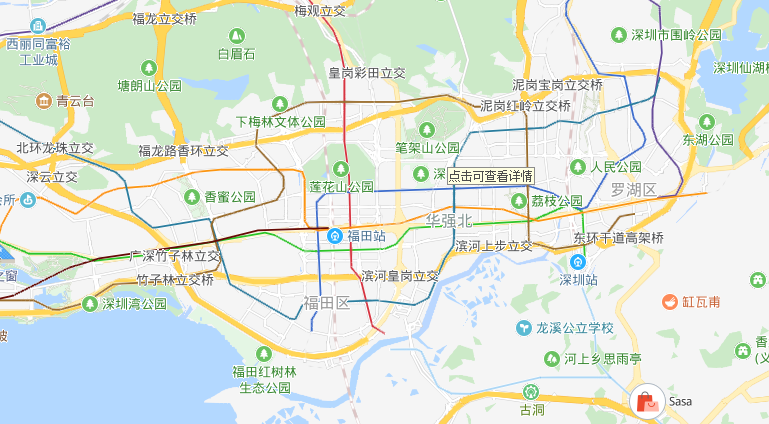 梅观立交
福龙立交桥
西丽同富裕
工业城
白眉石
深圳市围岭公园
皇岗彩田立交
深圳仙湖植
塘朗山公园
泥岗宝岗立交桥
青云台
泥岗红岭立交桥
下梅林文体公园
东湖公园
北环龙珠立交
福龙路香环立交
笔架山公园
人民公园
深云立交
深
点击可查看详情
莲花山公园
罗湖区
会所
香蜜公园
荔枝公园
华强北
福田站
东环干道高架桥
滨河上步立交
广深竹子林立交
之窗
滨河皇岗立交
竹子林立交桥
深圳站
深圳湾公园
福田区
缸瓦甫
龙溪公立学校
坡
香
(义
河上乡思雨亭
福田红树林
生态公园
古洞
Sasa